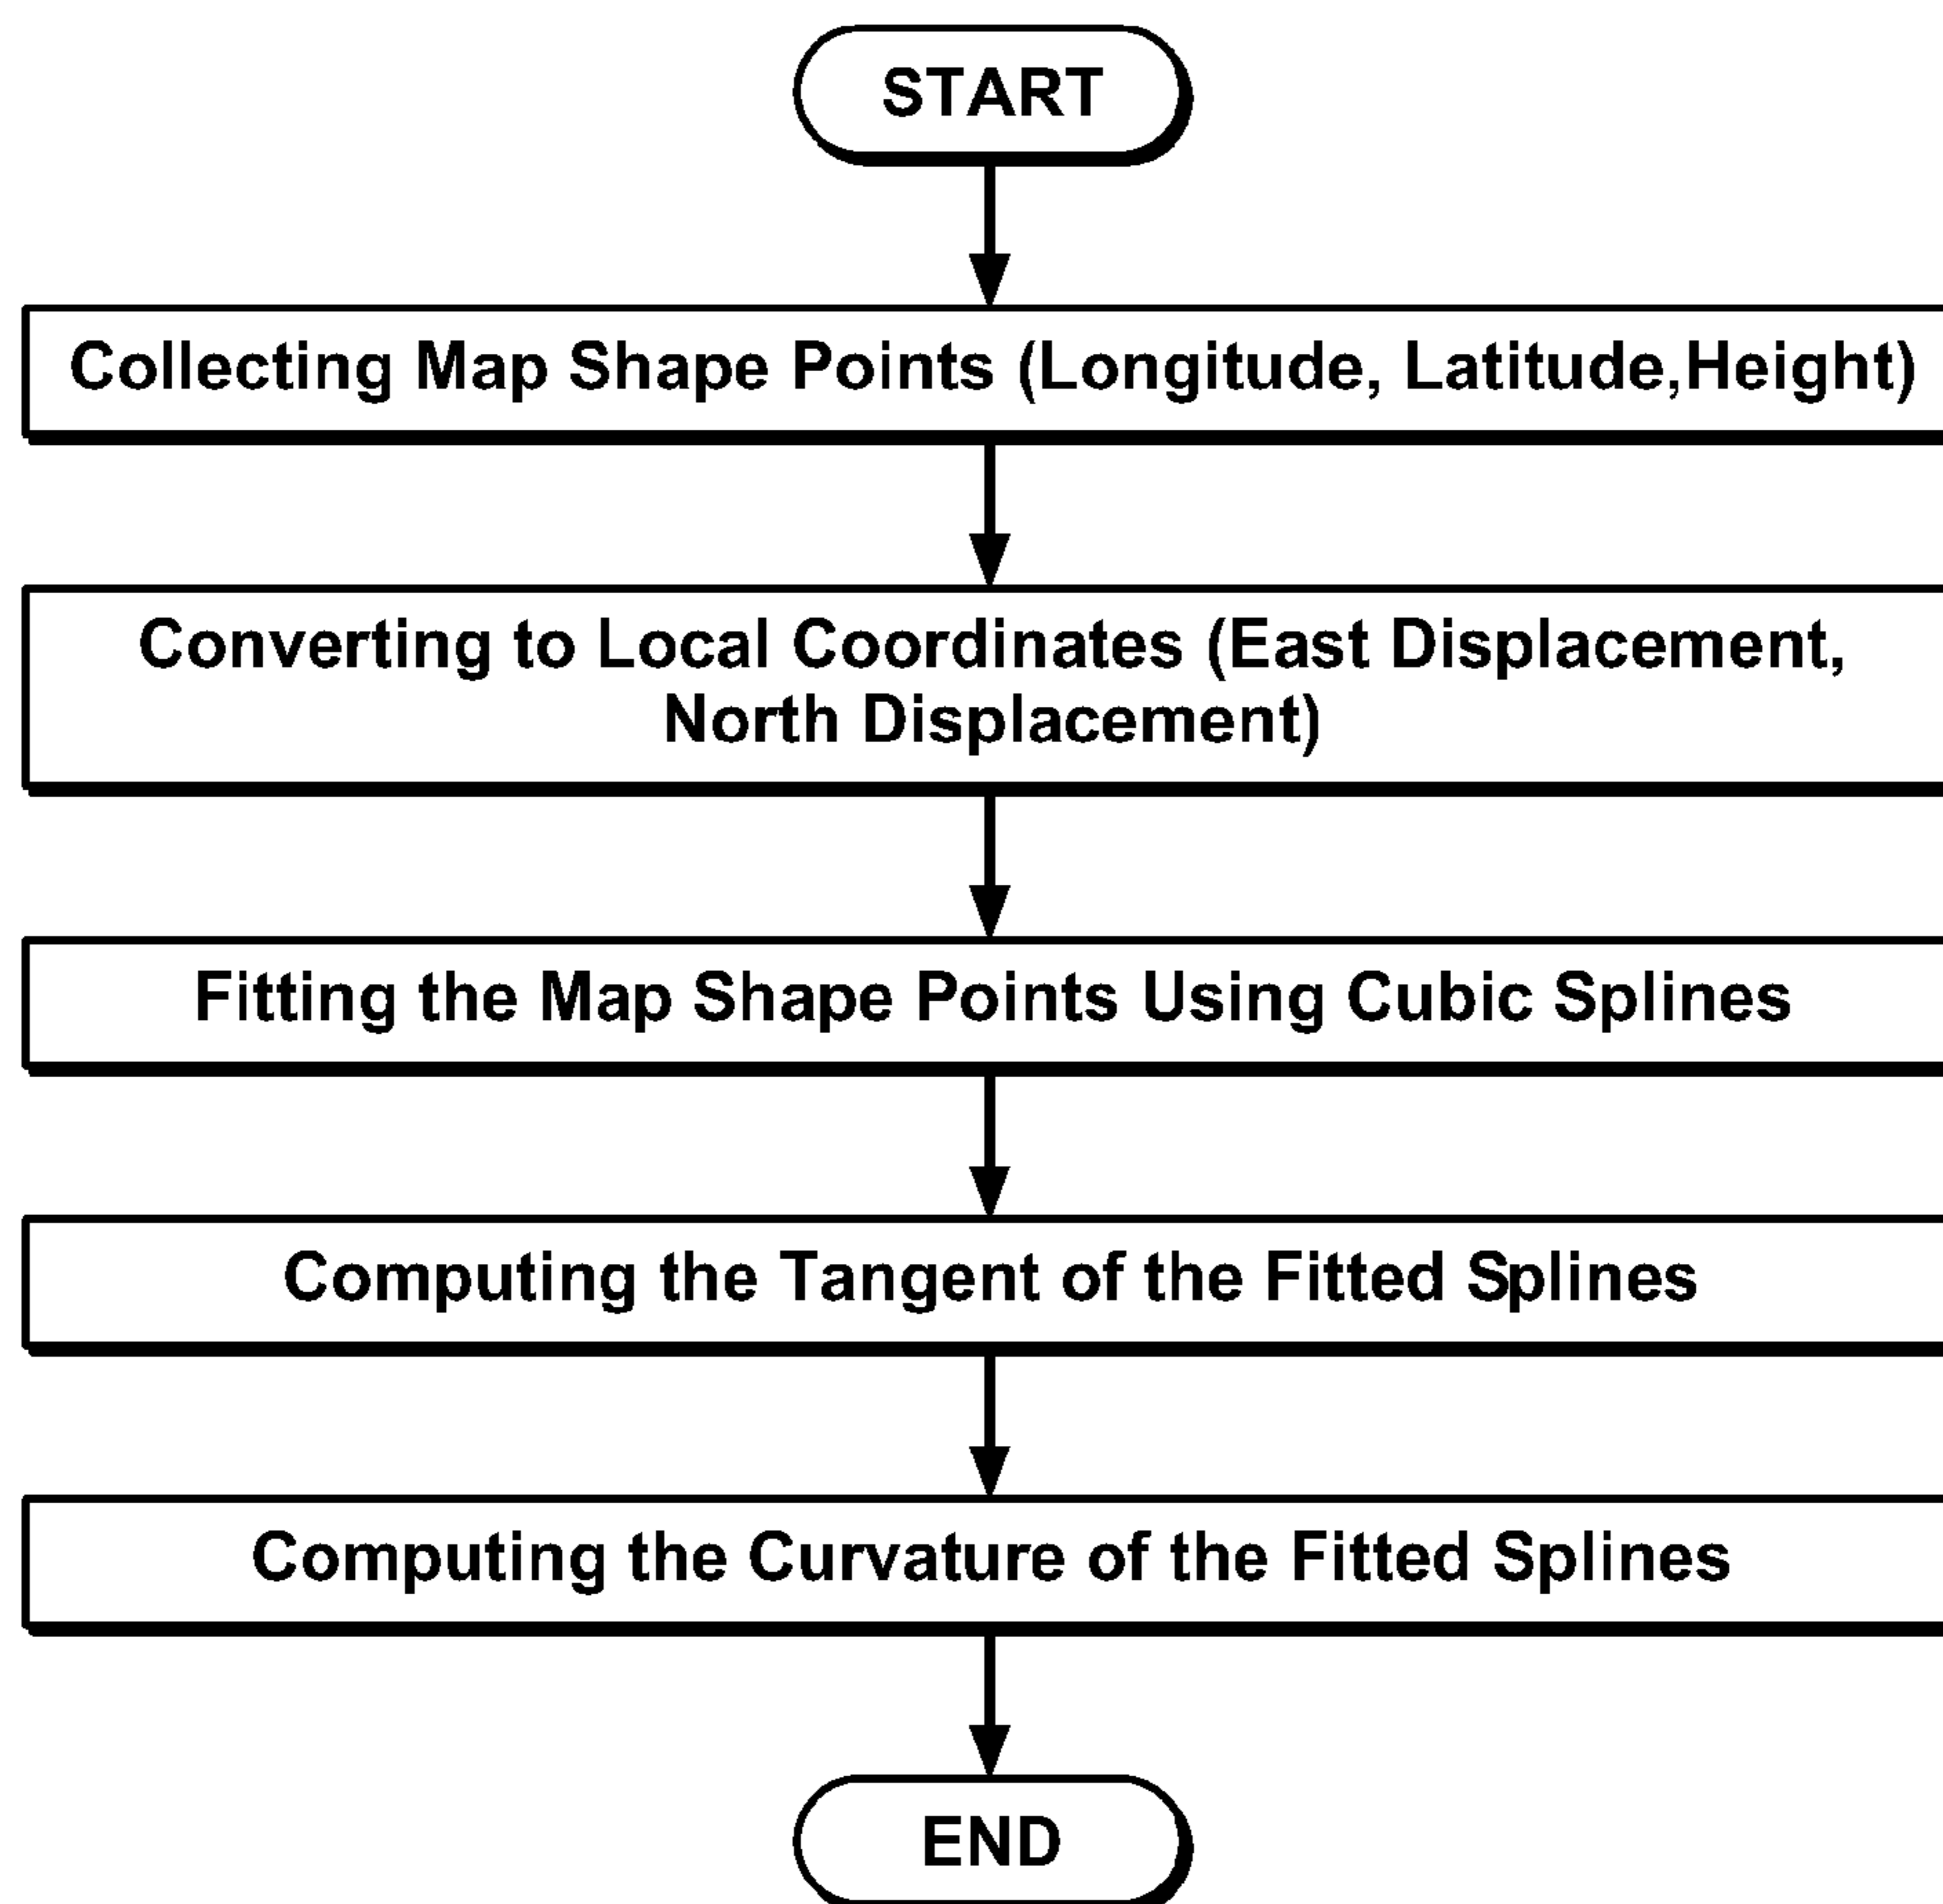 START
Collecting Map Shape Points (Longitude, Latitude,Height)
Converting to Local Coordinates (East Displacement,
North Displacement)
Fitting the Map Shape Points Using Cubic Splines
Computing the Tangent of the Fitted Splines
Computing the Curvature of the Fitted Splines
END